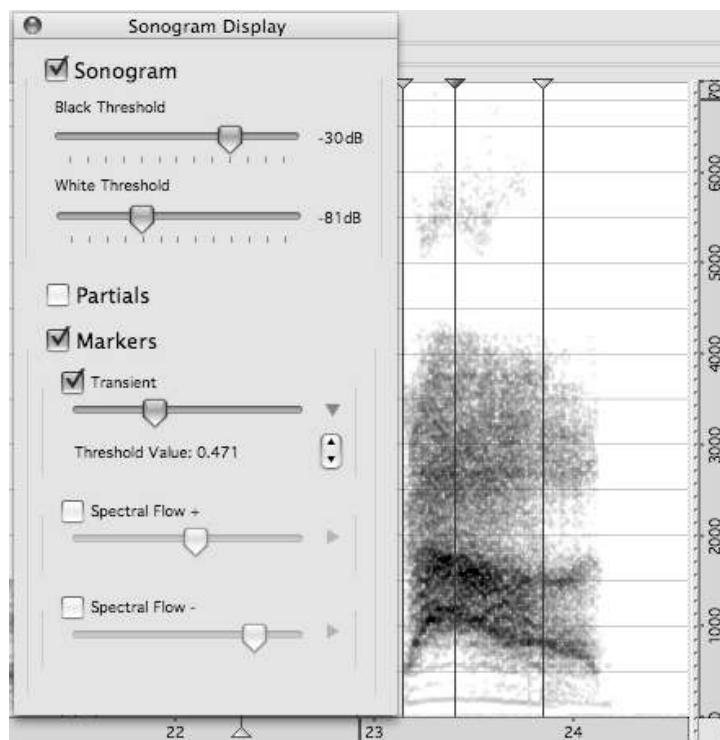 Sonogram Display
Sonogram
Black Threshold
-30dB
White Threshold
-81dB
Partials
Markers
Transient
Threshold Value: 0.471
Spectral Flow +
Spectral Flow -
6000
5000
4000
3000
2000
1000
0
22
23
24